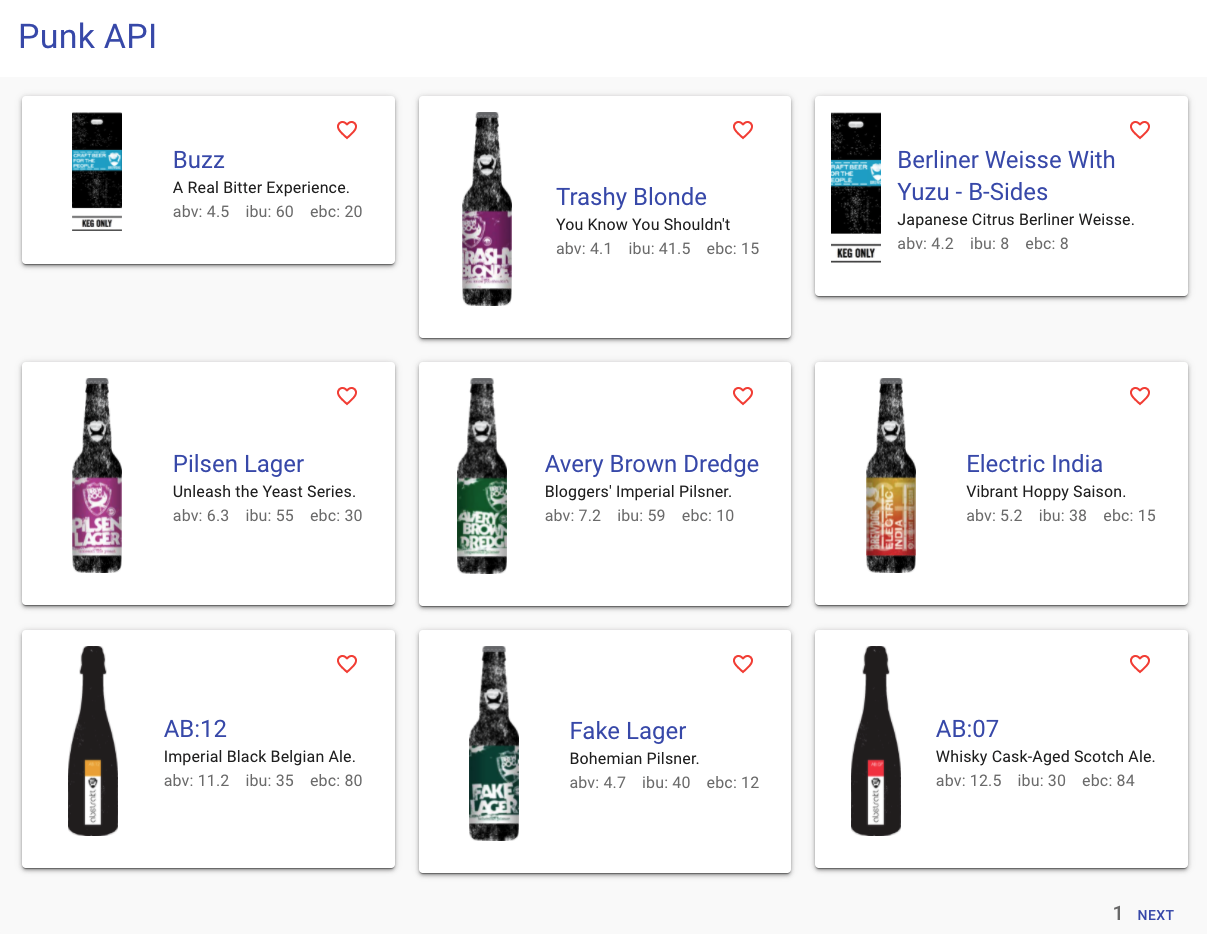 Punk API
CRAFT BEER
FOR THE
PEOPLE
KEG ONLY
Buzz
A Real Bitter Experience.
abv: 4.5 ibu: 60 ebc: 20
TRASHY
BLONDE
Trashy Blonde
You Know You Shouldn't
abv: 4.1 ibu: 41.5 ebc: 15
CRAFT BEER
FOR THE
PEOPLE
KEG ONLY
Berliner Weisse With
Yuzu - B-Sides
Japanese Citrus Berliner Weisse.
abv: 4.2 ibu: 8 ebc: 8
PILSEN
LAGER
Pilsen Lager
Unleash the Yeast Series.
abv: 6.3 ibu: 55 ebc: 30
AVERY
BROWN
DREDGE
Avery Brown Dredge
Bloggers' Imperial Pilsner.
abv: 7.2 ibu: 59 ebc: 10
BREWDOG
ELECTRIC
INDIA
Electric India
Vibrant Hoppy Saison.
abv: 5.2 ibu: 38 ebc: 15
AB:12
Imperial Black Belgian Ale.
abv: 11.2 ibu: 35 ebc: 80
FAKE
LAGER
Fake Lager
Bohemian Pilsner.
abv: 4.7 ibu: 40 ebc: 12
AB:07
Whisky Cask-Aged Scotch Ale.
abv: 12.5 ibu: 30 ebc: 84
1 NEXT